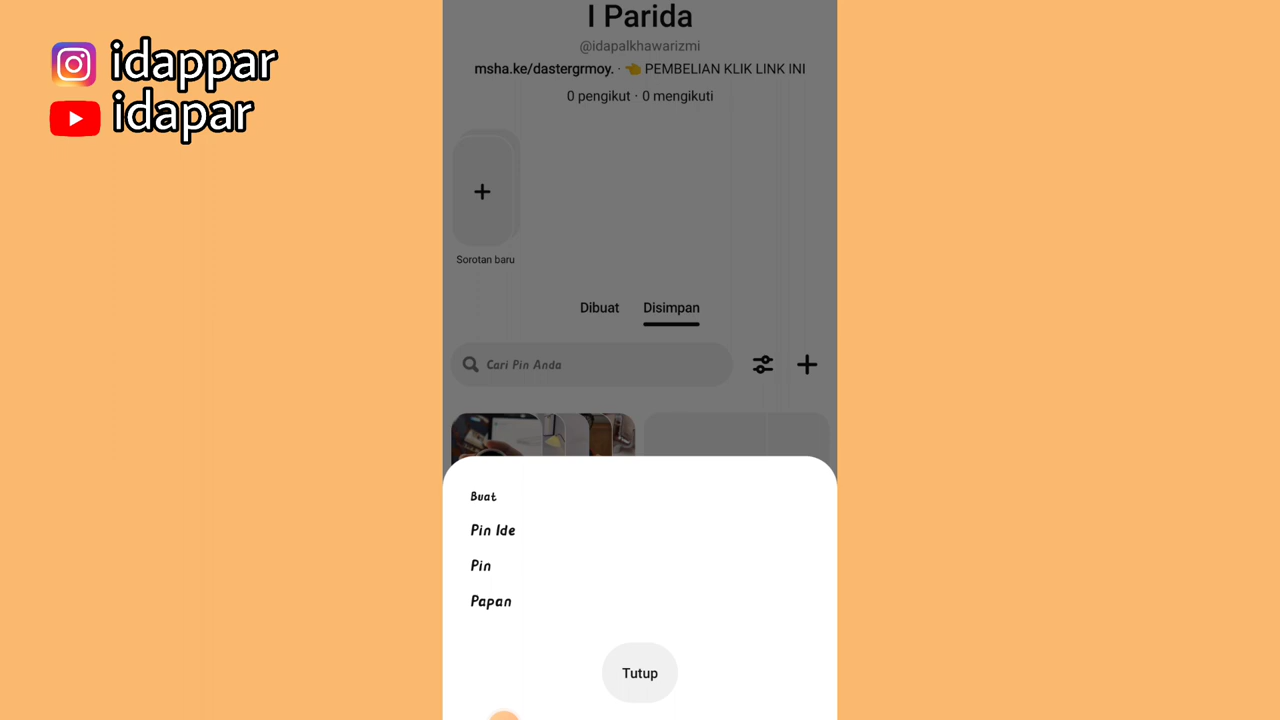 idappar
idapar
I Parida
@idapalkhawarizmi
msha.ke/dastergrmoy. · 👈 PEMBELIAN KLIK LINK INI
0 pengikut · 0 mengikuti
Sorotan baru
Dibuat Disimpan
Cari Pin Anda
Buat
Pin Ide
Pin
Papan
Tutup